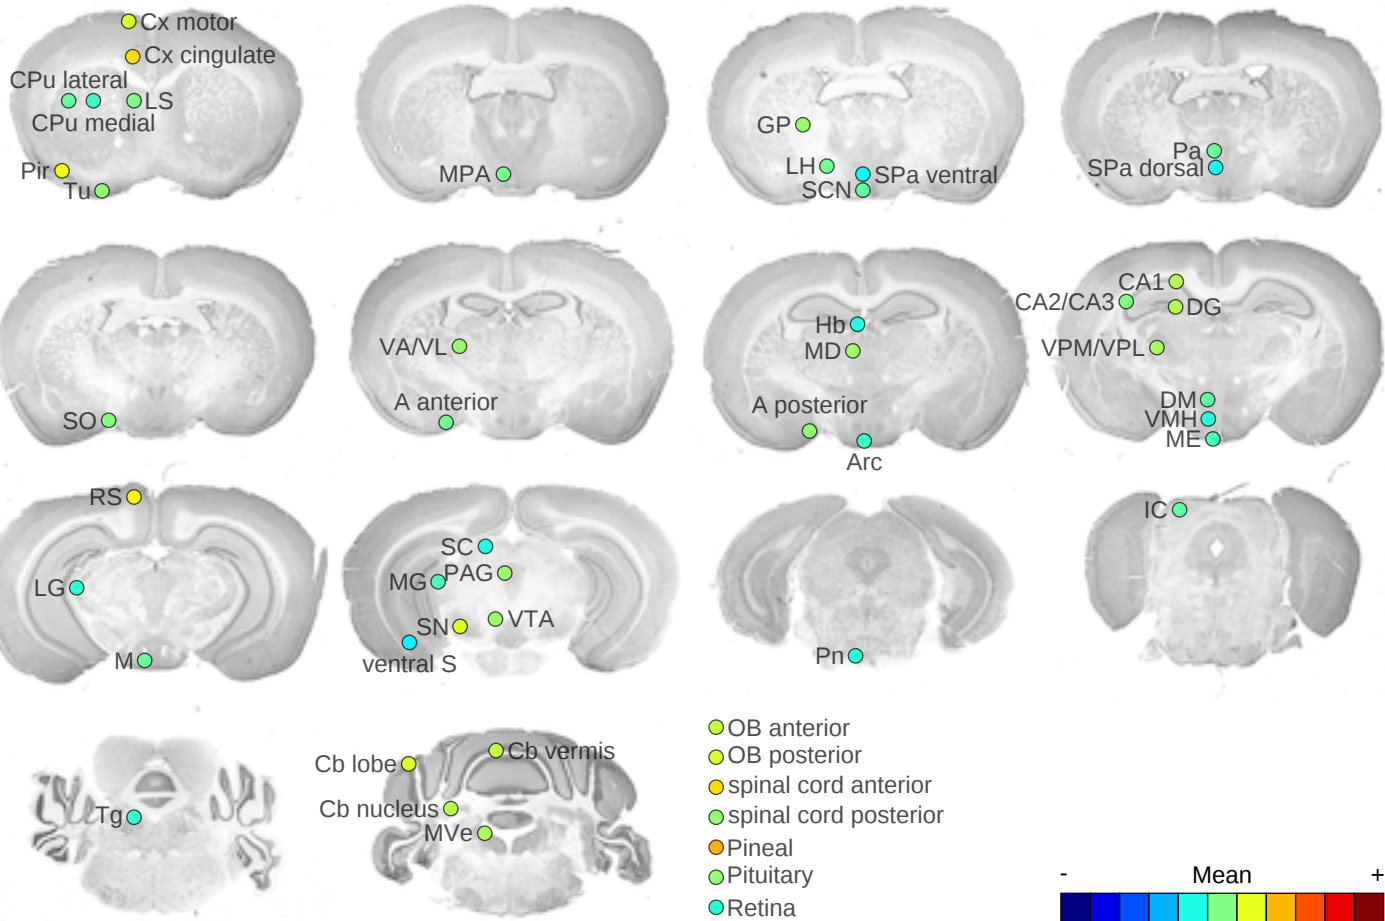 Cx motor
Cx cingulate
CPu lateral
LS
CPu medial
Pir
Tu
MPA
GP
LH
SPa ventral
SCN
Pa
SPa dorsal
SO
VA/VL
A anterior
Hb
MD
A posterior
Arc
CA1
CA2/CA3
DG
VPM/VPL
DM
VMH
ME
RS
LG
M
SC
MG
PAG
SN
VTA
ventral S
Pn
IC
Tg
Cb lobe
Cb vermis
Cb nucleus
MVe
OB anterior
OB posterior
spinal cord anterior
spinal cord posterior
Pineal
Pituitary
Retina
- Mean +